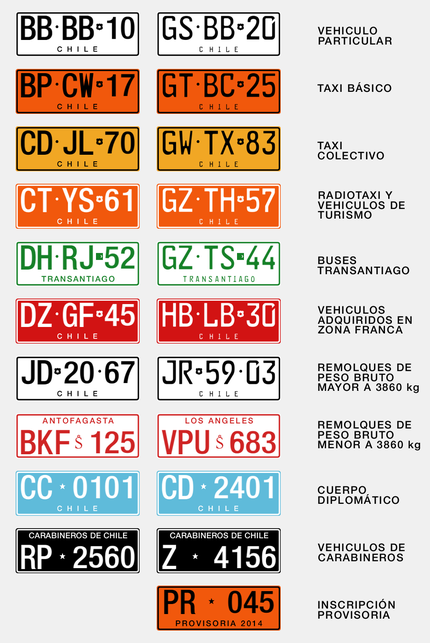 BB·BB·10
CHILE
GS·BB·20
CHILE
VEHICULO
PARTICULAR
BP·CW·17
CHILE
GT·BC·25
CHILE
TAXI BÁSICO
CD·JL·70
CHILE
GW·TX·83
CHILE
TAXI
COLECTIVO
CT·YS·61
CHILE
GZ·TH·57
CHILE
RADIOTAXI Y
VEHICULOS DE
TURISMO
DH·RJ·52
TRANSANTIAGO
GZ·TS·44
TRANSANTIAGO
BUSES
TRANSANTIAGO
DZ·GF·45
CHILE
HB·LB·30
CHILE
VEHICULOS
ADQUIRIDOS EN
ZONA FRANCA
JD·20·67
CHILE
JR·59·03
CHILE
REMOLQUES DE
PESO BRUTO
MAYOR A 3860 kg
ANTOFAGASTA
BKF S 125
LOS ANGELES
VPU S 683
REMOLQUES DE
PESO BRUTO
MENOR A 3860 kg
CC * 0101
CHILE
CD * 2401
CHILE
CUERPO
DIPLOMÁTICO
CARABINEROS DE CHILE
RP * 2560
CARABINEROS DE CHILE
Z * 4156
VEHICULOS DE
CARABINEROS
PR * 045
PROVISORIA 2014
INSCRIPCIÓN
PROVISORIA